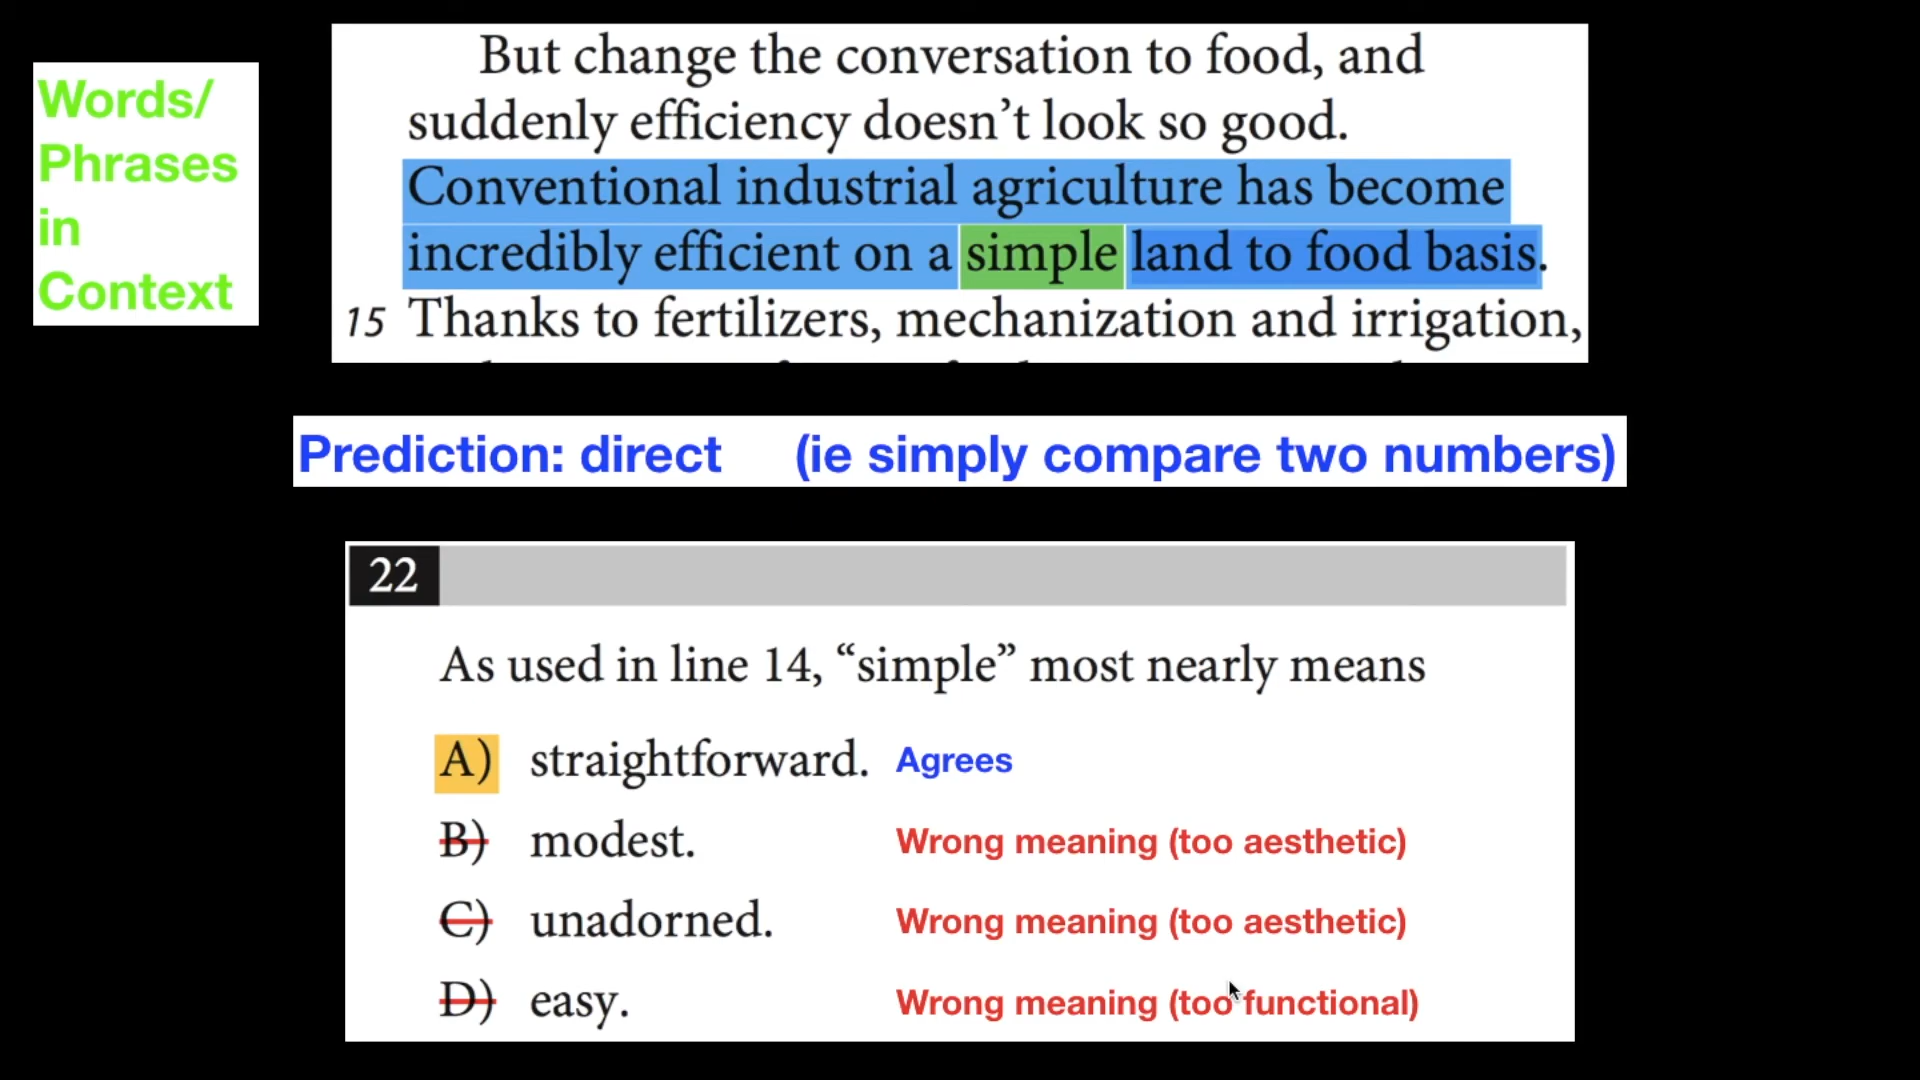 Words/
Phrases
in
Context
But change the conversation to food, and
suddenly efficiency doesn’t look so good.
Conventional industrial agriculture has become
incredibly efficient on a simple land to food basis.
15 Thanks to fertilizers, mechanization and irrigation,
Prediction: direct (ie simply compare two numbers)
22
As used in line 14, “simple” most nearly means
A) straightforward. Agrees
B) modest. Wrong meaning (too aesthetic)
C) unadorned. Wrong meaning (too aesthetic)
D) easy. Wrong meaning (too functional)